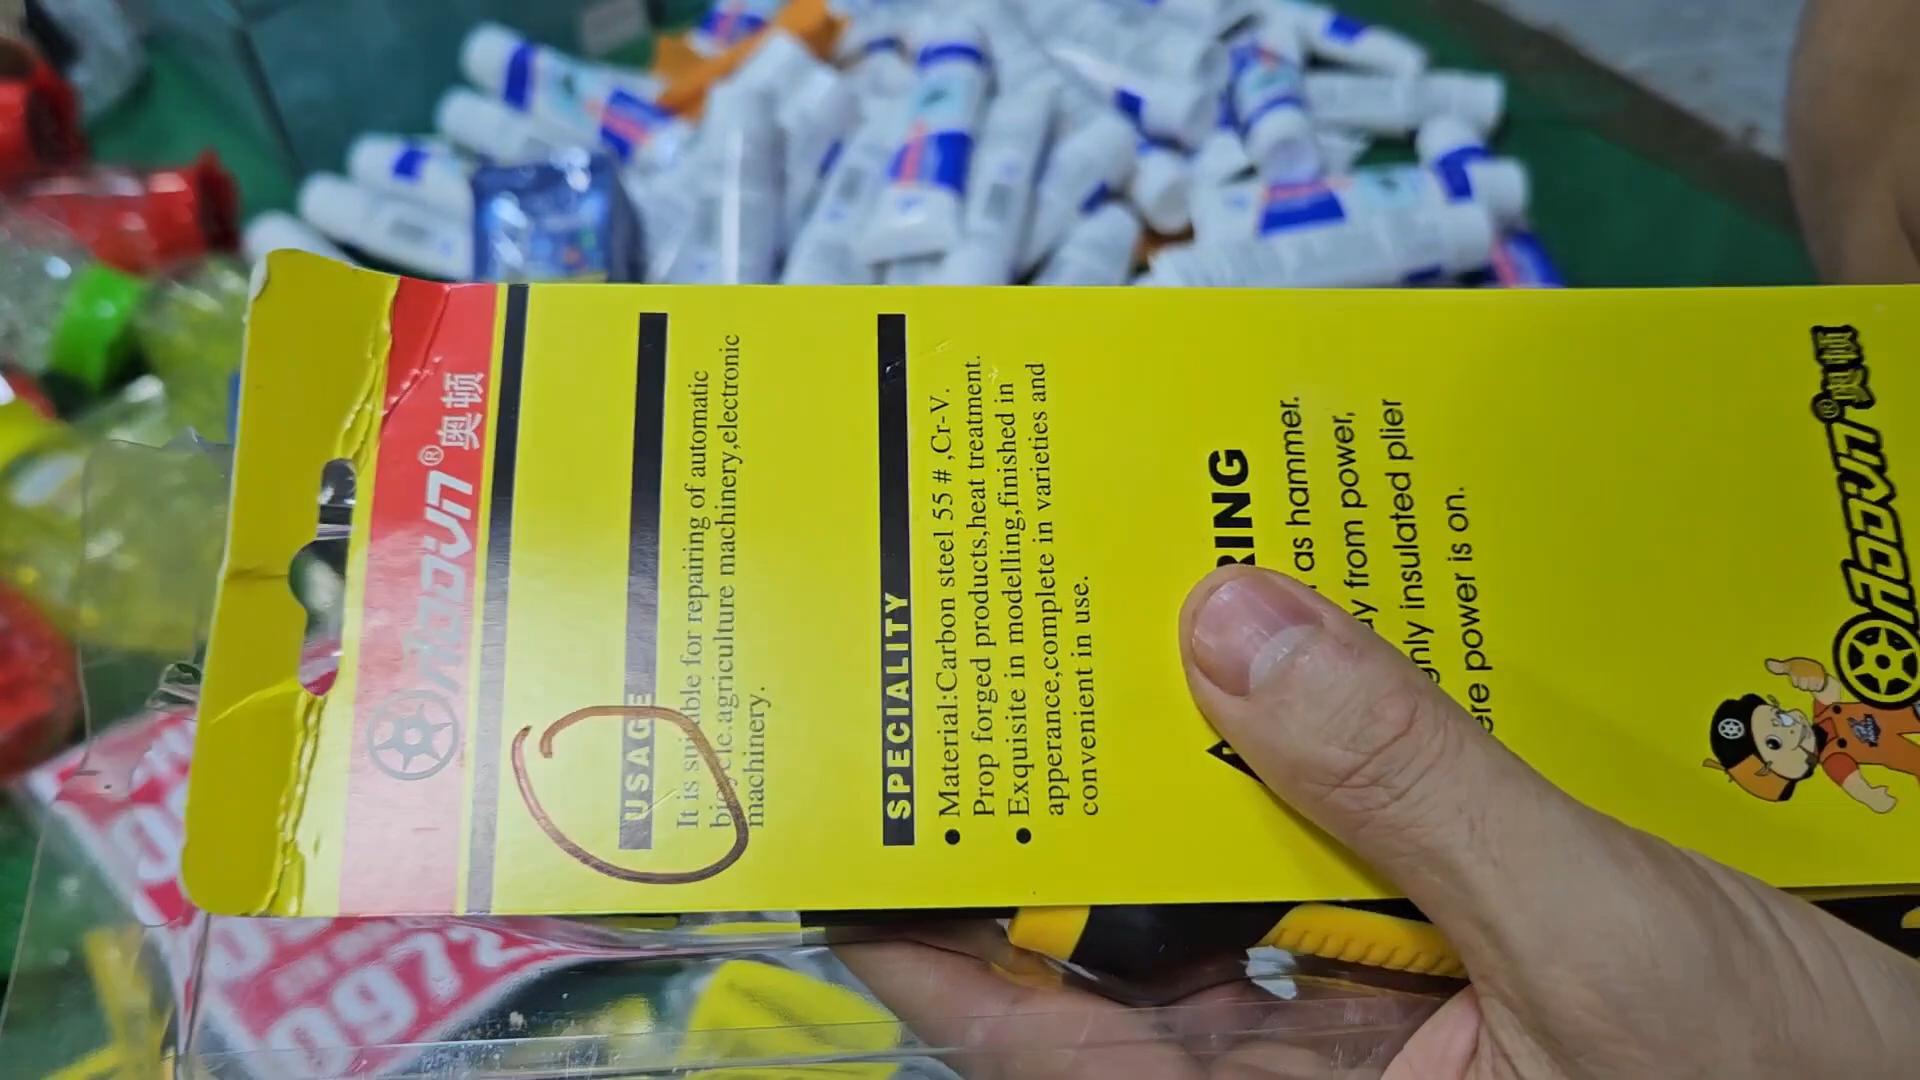 奥顿
USAGE
It is suitable for repairing of automatic
bicycle.agriculture machinery,electronic
machinery.
SPECIALITY
● Material:Carbon steel 55 # ,Cr-V.
Prop forged products,heat treatment.
● Exquisite in modelling,finished in
apperance,complete in varieties and
convenient in use.
as hammer.
from power,
insulated plier
power is on.
奥顿
0972